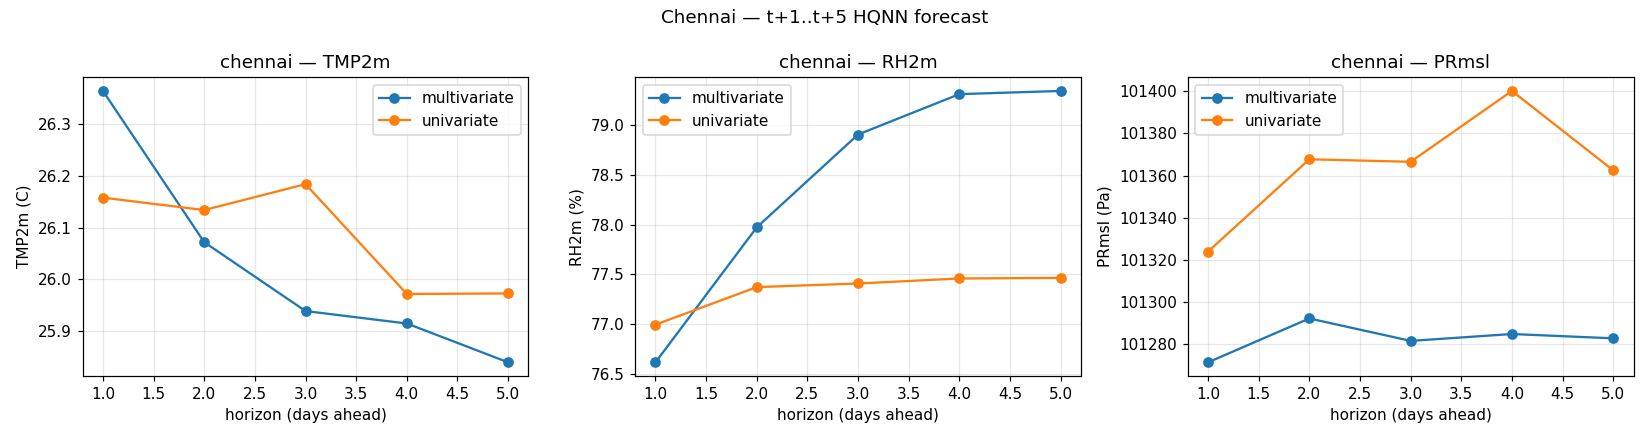 Chennai — t+1..t+5 HQNN forecast
chennai — TMP2m
TMP2m (C)
26.3
26.2
26.1
26.0
25.9
multivariate
univariate
1.0 1.5 2.0 2.5 3.0 3.5 4.0 4.5 5.0
horizon (days ahead)
chennai — RH2m
RH2m (%)
79.0
78.5
78.0
77.5
77.0
76.5
multivariate
univariate
1.0 1.5 2.0 2.5 3.0 3.5 4.0 4.5 5.0
horizon (days ahead)
chennai — PRmsl
PRmsl (Pa)
101400
101380
101360
101340
101320
101300
101280
multivariate
univariate
1.0 1.5 2.0 2.5 3.0 3.5 4.0 4.5 5.0
horizon (days ahead)